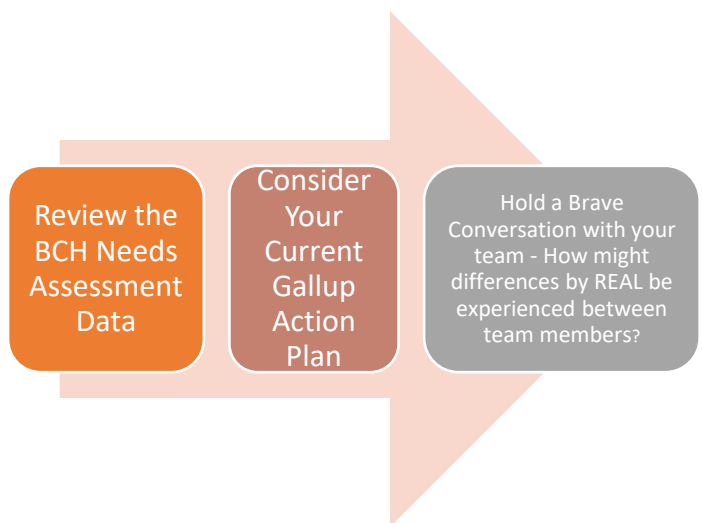 Review the
BCH Needs
Assessment
Data
Consider
Your
Current
Gallup
Action
Plan
Hold a Brave
Conversation with your
team - How might
differences by REAL be
experienced between
team members?